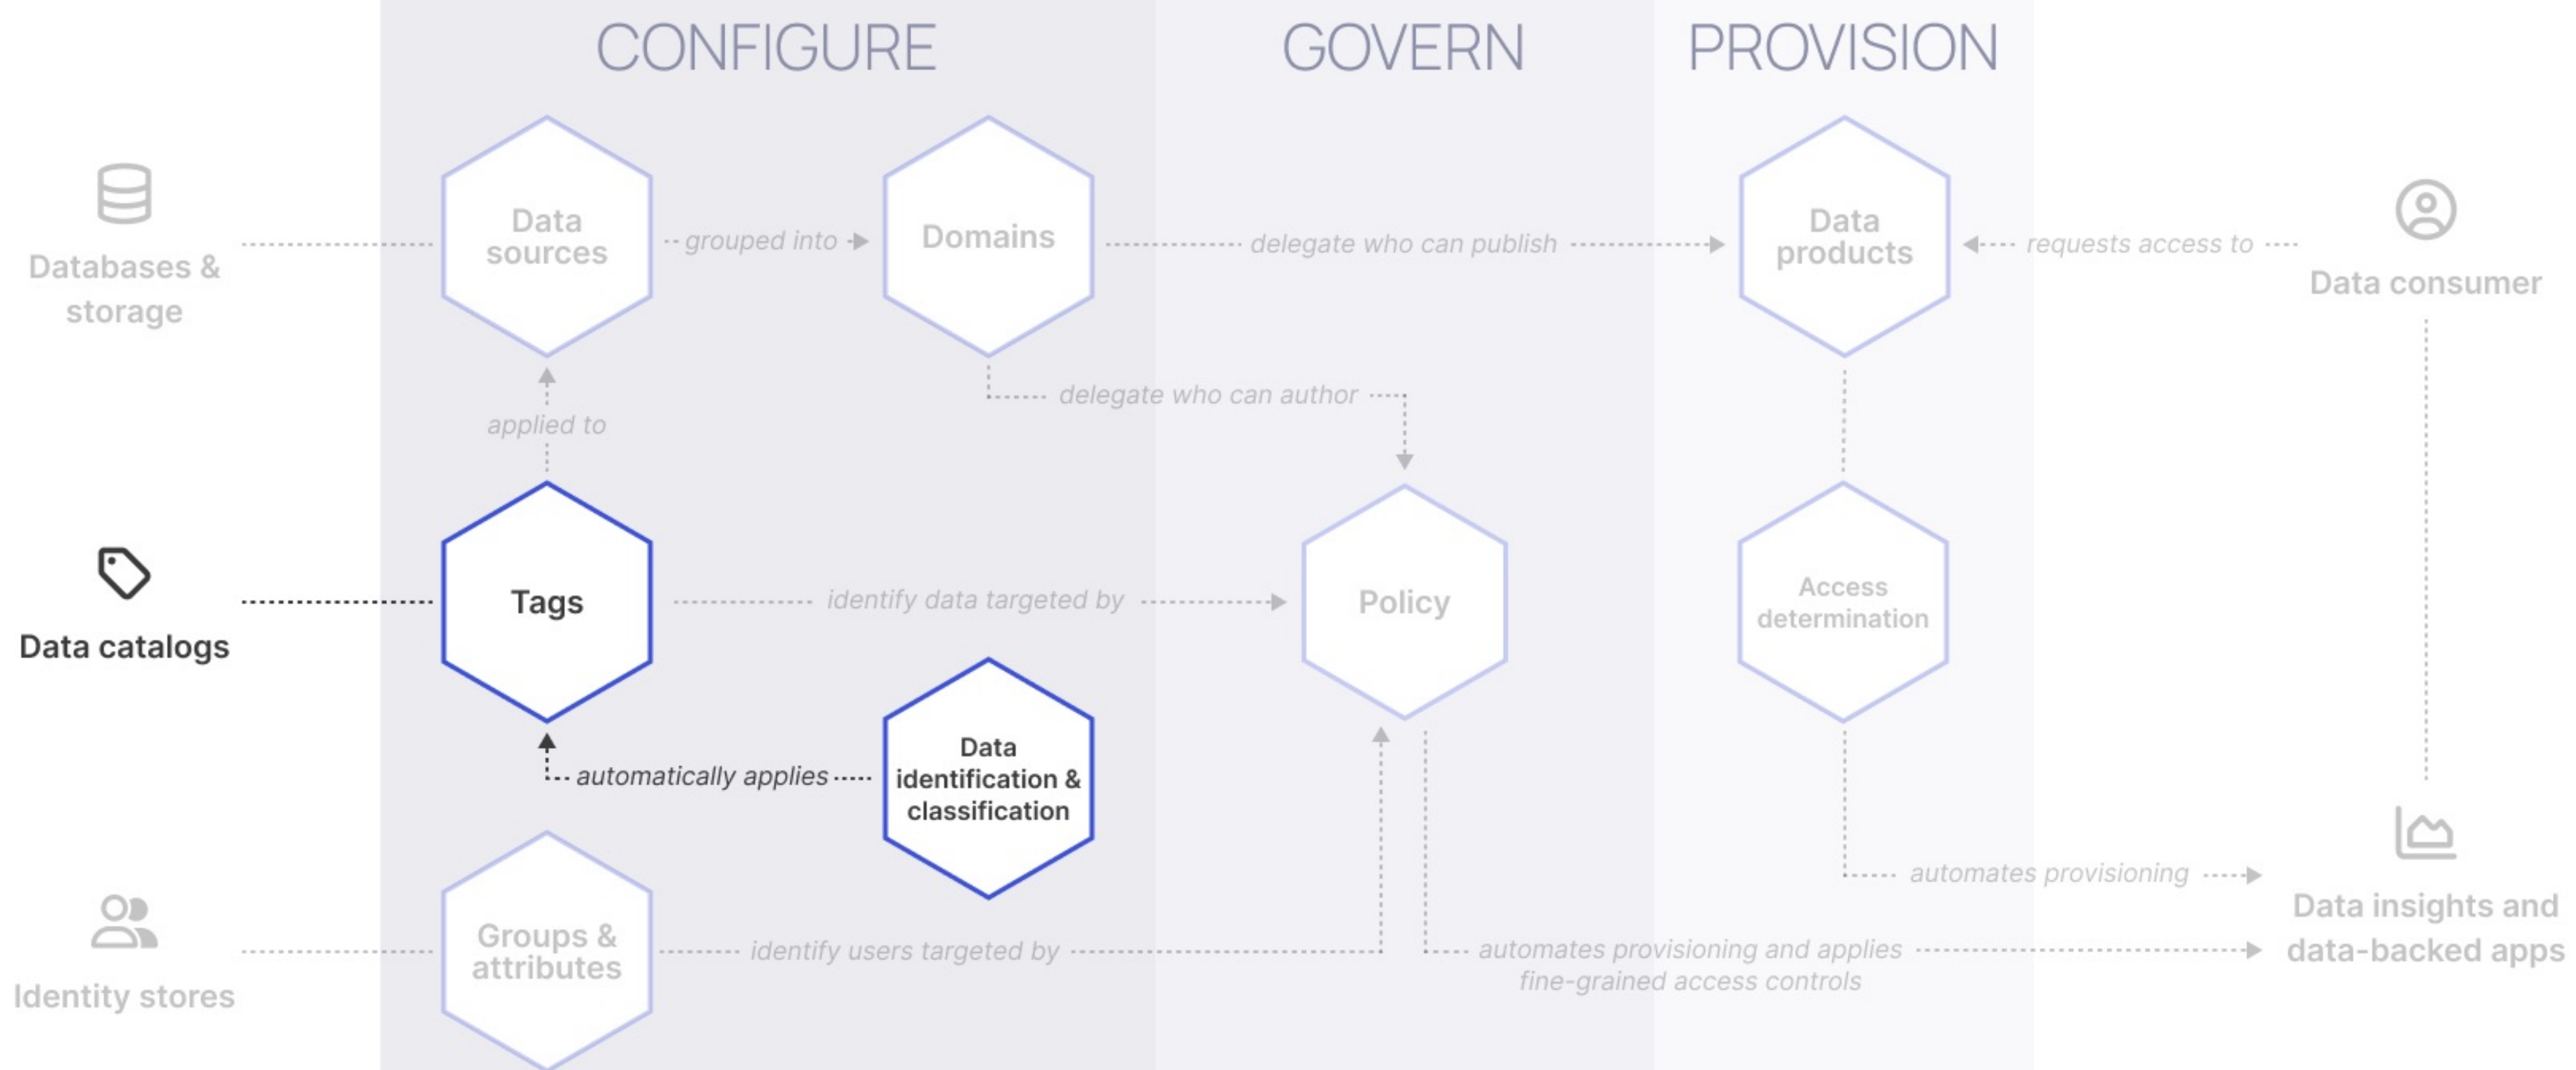 CONFIGURE
GOVERN
PROVISION
Databases &
storage
Data
sources
grouped into
Domains
delegate who can publish
Data
products
requests access to
Data consumer
applied to
delegate who can author
Data catalogs
Tags
identify data targeted by
Policy
Access
determination
automatically applies
Data
identification &
classification
Identity stores
Groups &
attributes
identify users targeted by
automates provisioning
automates provisioning and applies
fine-grained access controls
Data insights and
data-backed apps